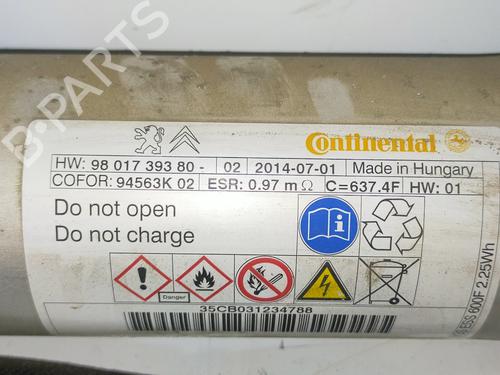 B-PARTS
Continental
HW: 98 017 393 80- 02 2014-07-01 Made in Hungary
COFOR: 94563K 02 ESR: 0.97 mΩ C=637.4F HW: 01
Do not open
Do not charge
Danger
35CB031234788
ESS 600F 2.25Wh